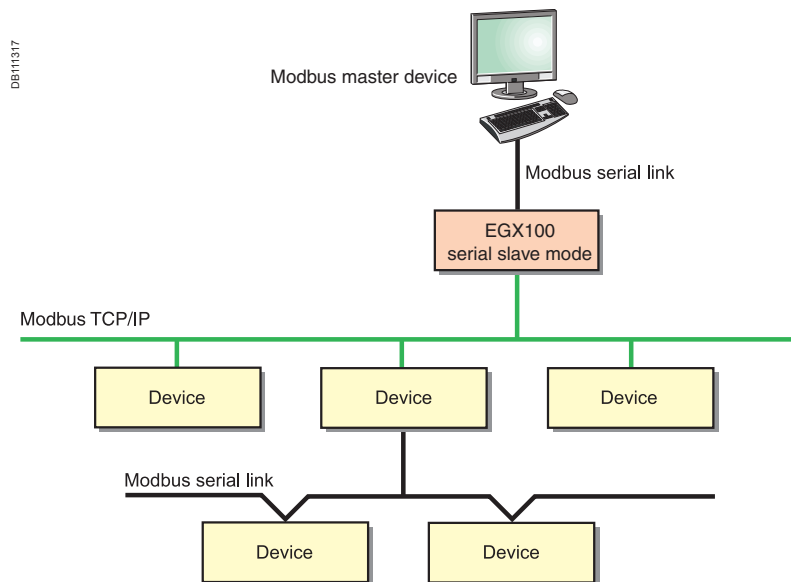 DB111317
Modbus master device
Modbus serial link
EGX100
serial slave mode
Modbus TCP/IP
Device
Device
Device
Modbus serial link
Device
Device